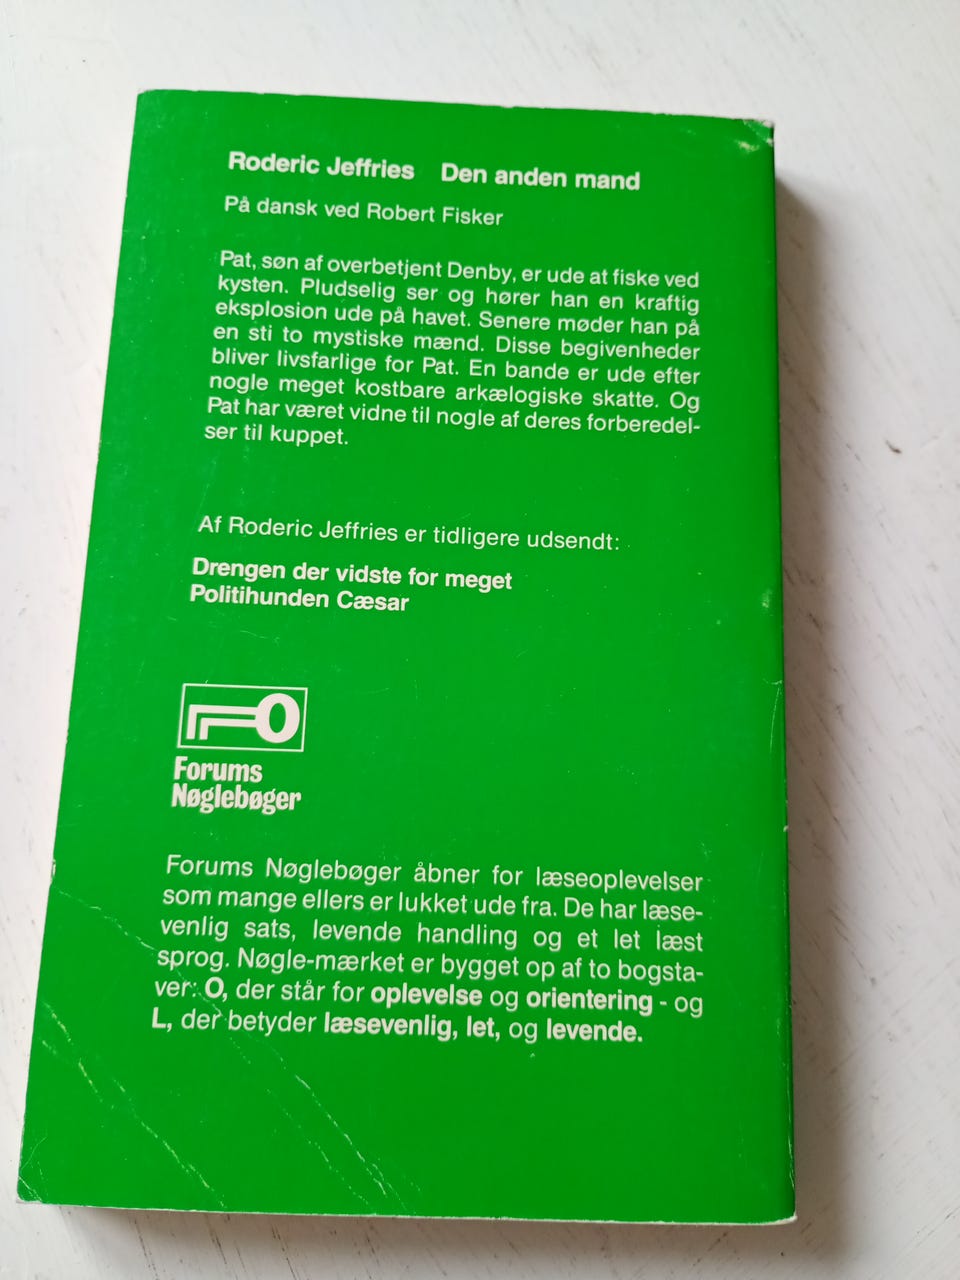 Roderic Jeffries Den anden mand
På dansk ved Robert Fisker
Pat, søn af overbetjent Denby, er ude at fiske ved
kysten. Pludselig ser og hører han en kraftig
eksplosion ude på havet. Senere møder han på
en sti to mystiske mænd. Disse begivenheder
bliver livsfarlige for Pat. En bande er ude efter
nogle meget kostbare arkælogiske skatte. Og
Pat har været vidne til nogle af deres forberedel-
ser til kuppet.
Af Roderic Jeffries er tidligere udsendt:
Drengen der vidste for meget
Politihunden Cæsar
Forums
Nøglebøger
Forums Nøglebøger åbner for læseoplevelser
som mange ellers er lukket ude fra. De har læse-
venlig sats, levende handling og et let læst
sprog. Nøgle-mærket er bygget op af to bogsta-
ver: O, der står for oplevelse og orientering - og
L, der betyder læsevenlig, let, og levende.